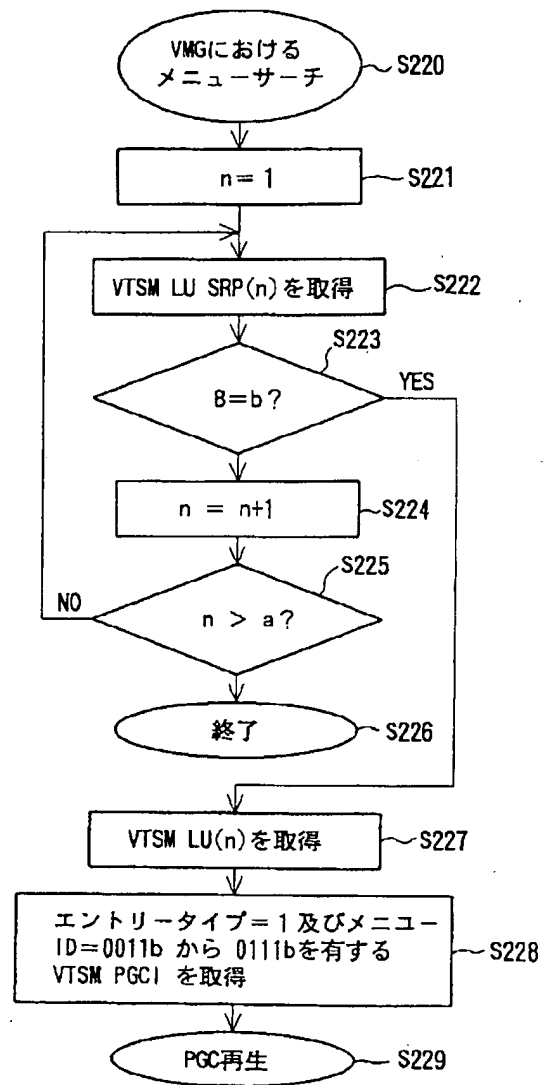 VMGにおける
メニューサーチ
S220
n= 1
S221
VTSM LU SRP(n)を取得
S222
S223
B=b?
YES
n = n+1
S224
S225
NO
n > a?
終了
S226
VTSM LU(n)を取得
S227
エントリータイプ=1及びメニュー
ID=0011b から 0111bを有する
VTSM PGCI を取得
S228
PGC再生
S229